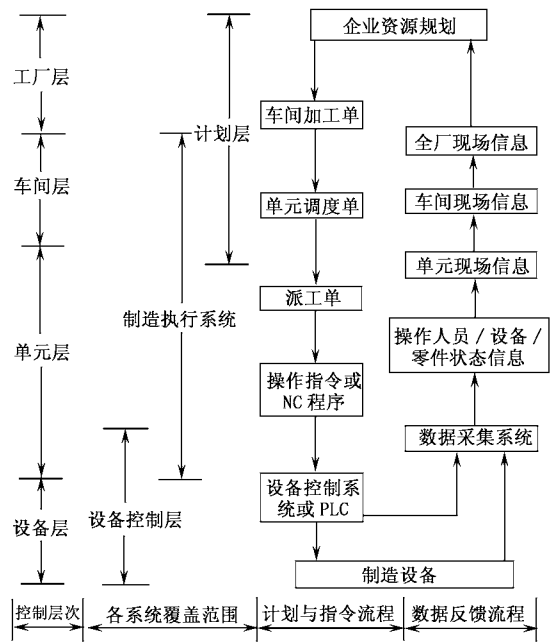 企业资源规划
工厂层
计划层
车间加工单
全厂现场信息
车间层
单元调度单
车间现场信息
单元现场信息
派工单
制造执行系统
单元层
操作人员/设备/
零件状态信息
操作指令或
NC 程序
数据采集系统
设备控制系
统或 PLC
设备层
设备控制层
制造设备
控制层次
各系统覆盖范围
计划与指令流程
数据反馈流程